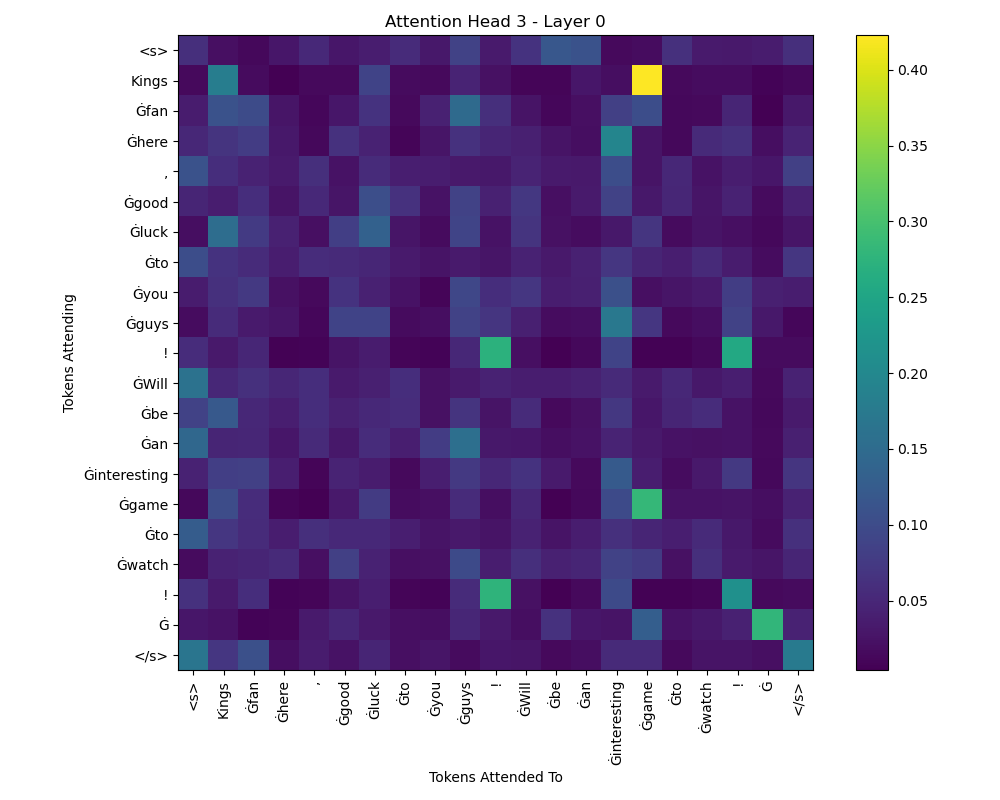 Attention Head 3 - Layer 0
Tokens Attending
<s>
Kings
Ġfan
Ġhere
,
Ġgood
Ġluck
Ġto
Ġyou
Ġguys
!
ĠWill
Ġbe
Ġan
Ġinteresting
Ġgame
Ġto
Ġwatch
!
Ġ
</s>
<s>
Kings
Ġfan
Ġhere
,
Ġgood
Ġluck
Ġto
Ġyou
Ġguys
!
ĠWill
Ġbe
Ġan
Ġinteresting
Ġgame
Ġto
Ġwatch
!
Ġ
</s>
Tokens Attended To
0.40
0.35
0.30
0.25
0.20
0.15
0.10
0.05